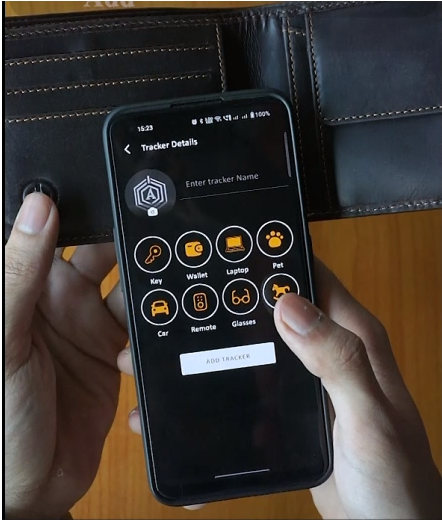 15:23
100%
Tracker Details
A
Enter tracker Name
Key
Wallet
Laptop
Pet
Car
Remote
Glasses
ADD TRACKER